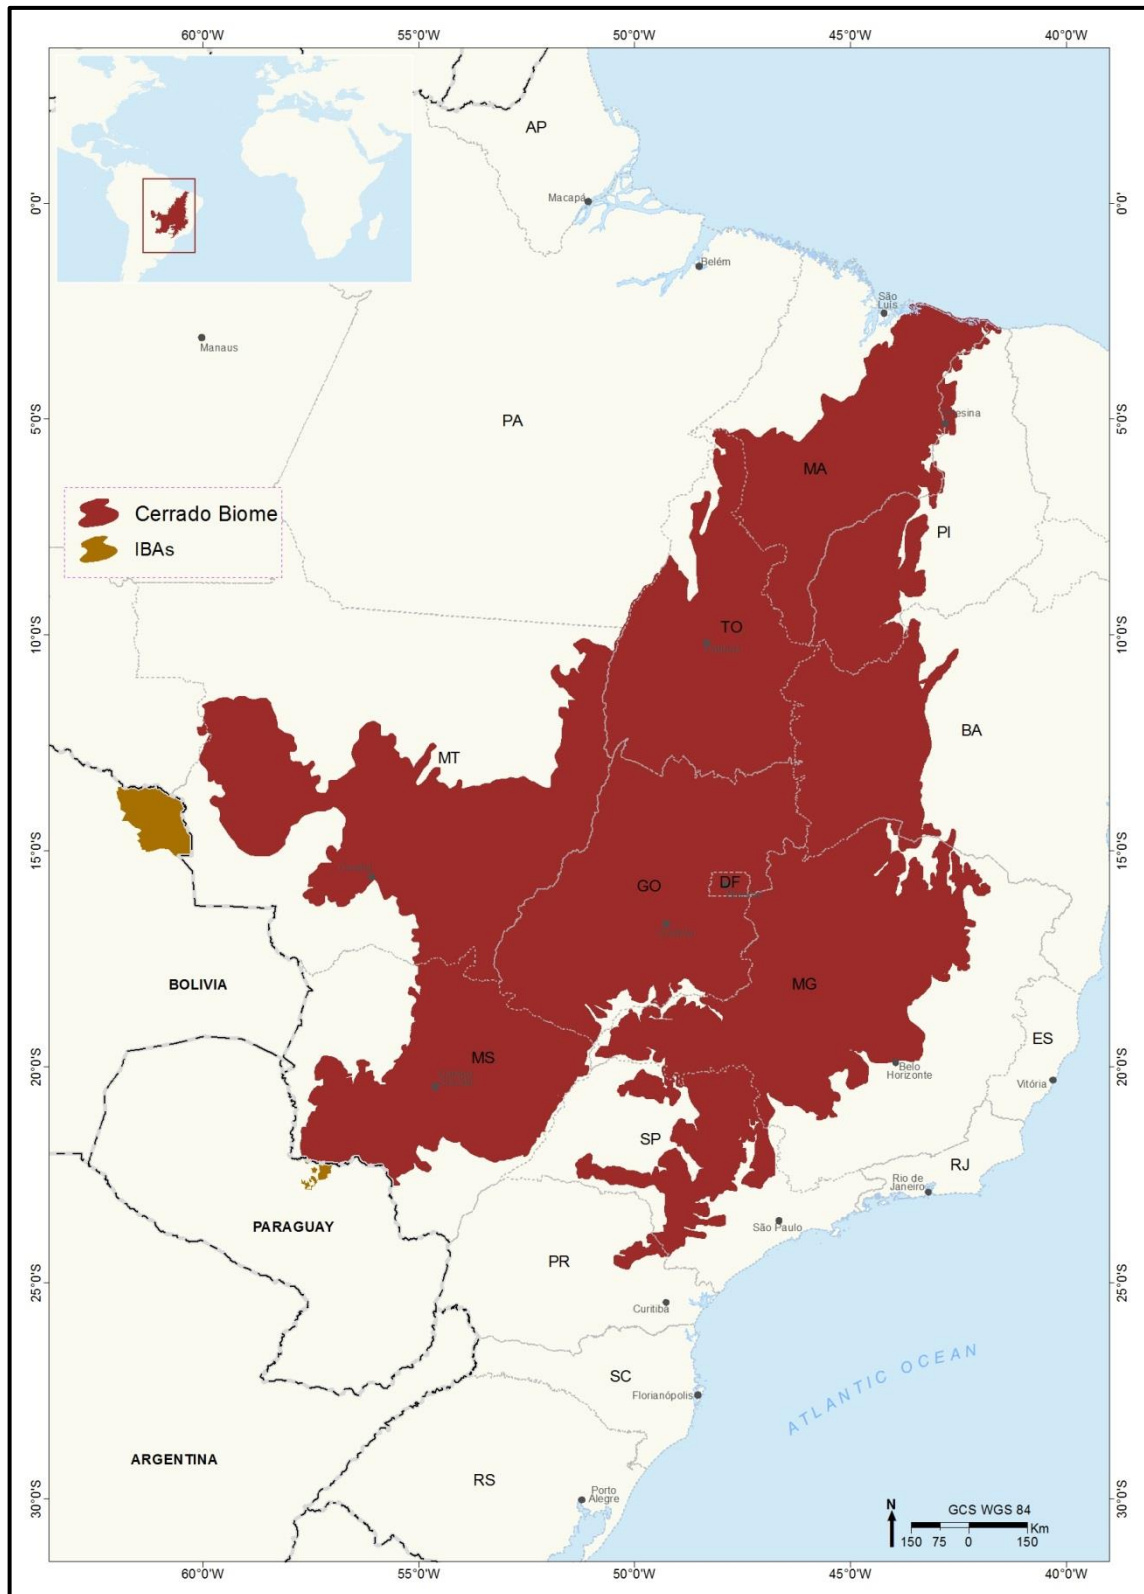 60°0'W 55°0'W 50°0'W 45°0'W 40°0'W
AP
Macapá
0°0'
0°0'
Belém
São
Luís
Manaus
PA
5°0'S
5°0'S
MA
Cerrado Biome
IBAs
PI
TO
10°0'S
10°0'S
BA
MT
15°0'S
15°0'S
GO
DF
BOLIVIA
MG
ES
MS
20°0'S
20°0'S
Belo
Horizonte
Vitória
SP
RJ
Rio de
Janeiro
PARAGUAY
São Paulo
PR
25°0'S
25°0'S
Curitiba
SC
Florianópolis
ATLANTIC OCEAN
ARGENTINA
RS
Porto
Alegre
30°0'S
30°0'S
N
GCS WGS 84
Km
150 75 0 150
60°0'W 55°0'W 50°0'W 45°0'W 40°0'W